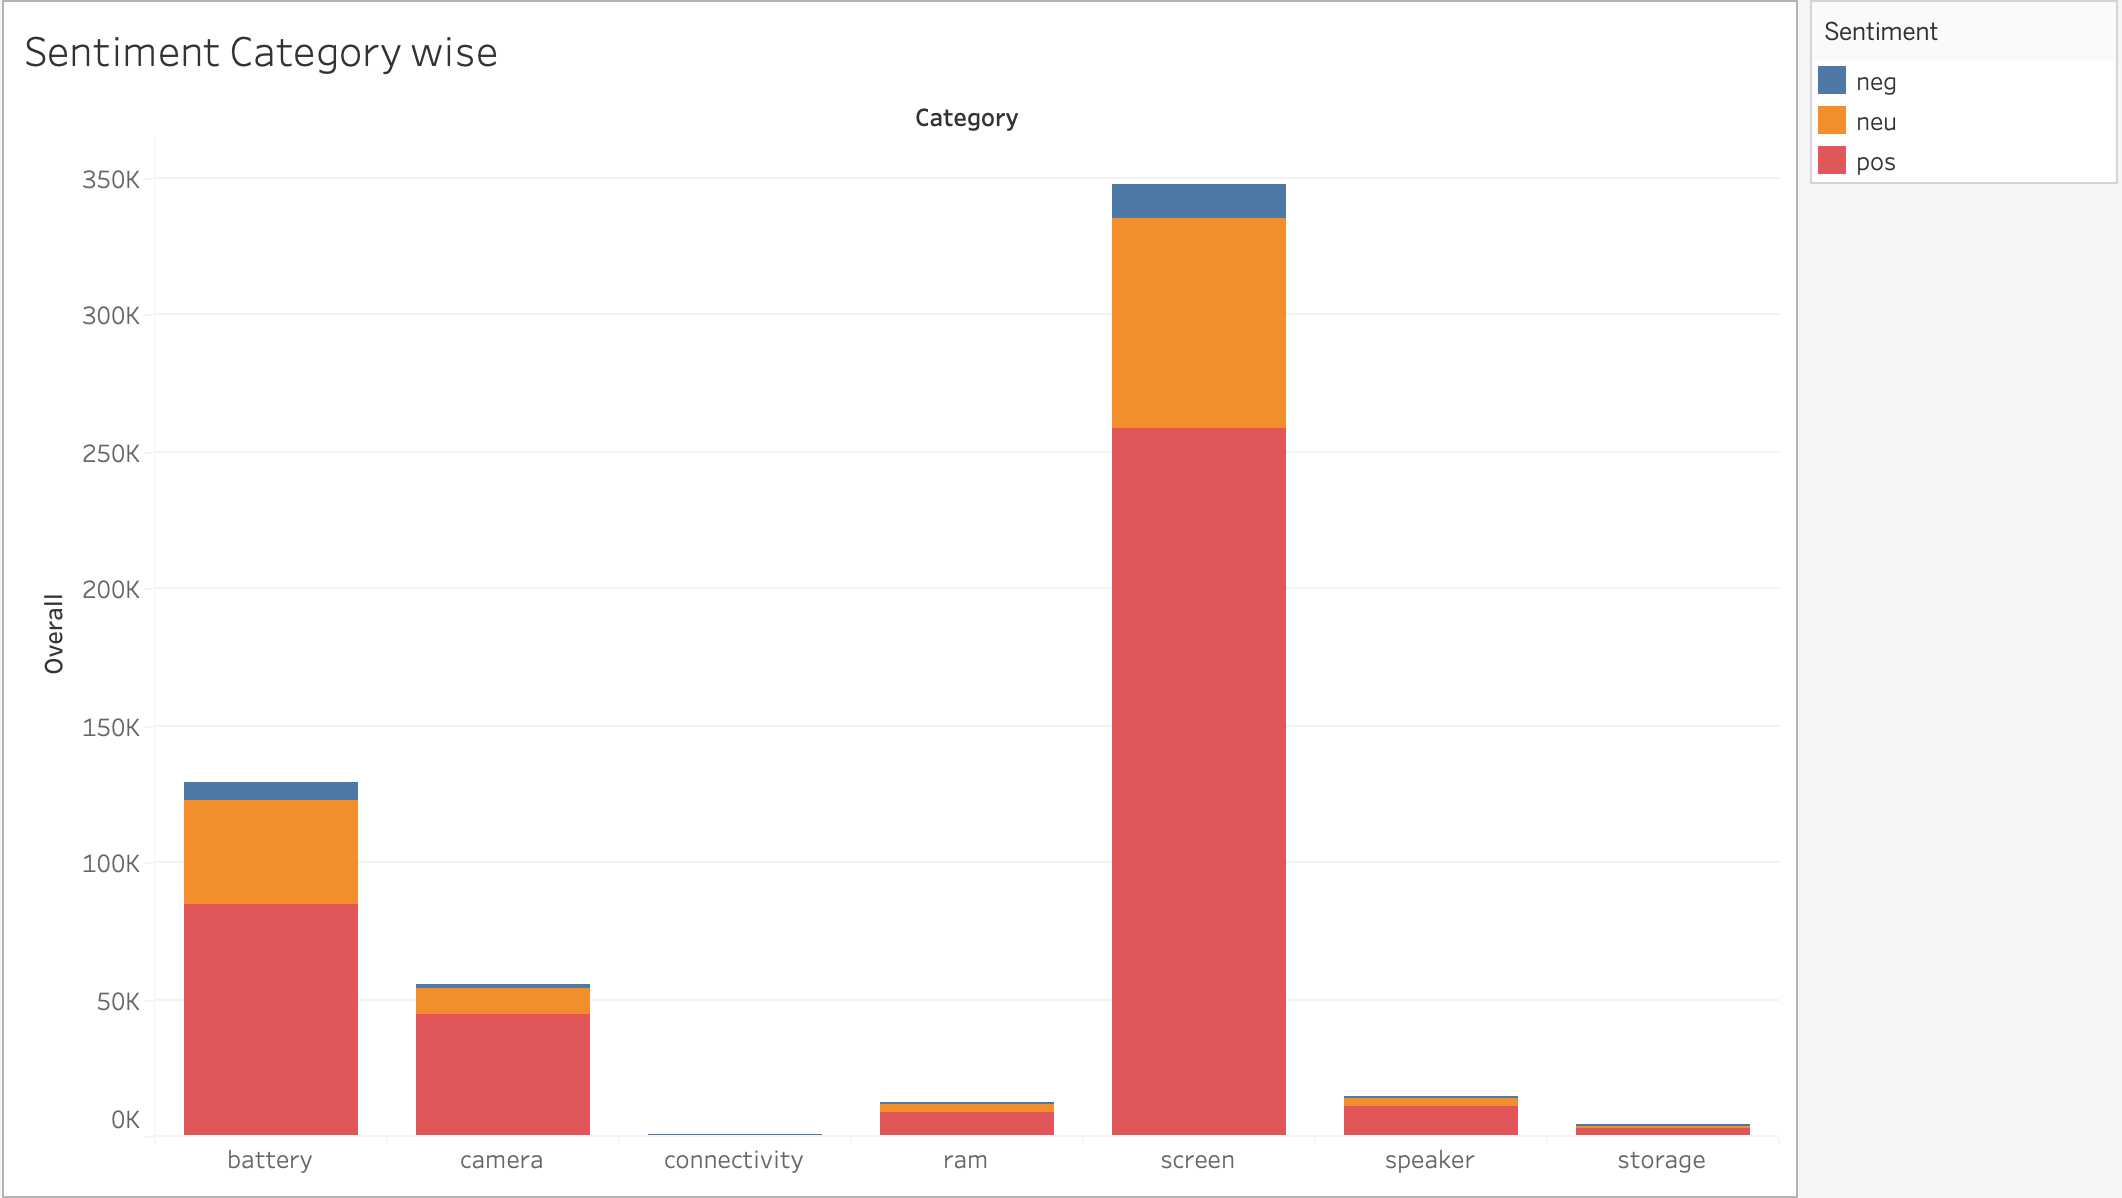 Sentiment Category wise
Category
350K
300K
250K
200K
150K
100K
50K
0K
Overall
battery camera connectivity ram screen speaker storage
Sentiment
neg
neu
pos